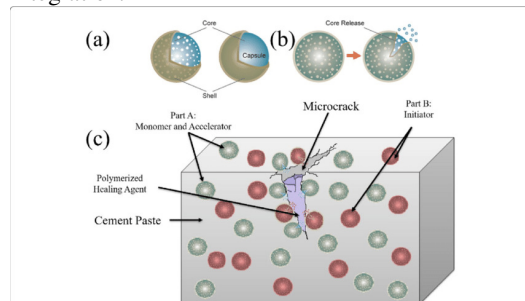 (a)
Core
Capsule
Shell
(b)
Core Release
(c)
Part A:
Monomer and Accelerator
Microcrack
Part B:
Initiator
Polymerized
Healing Agent
Cement Paste